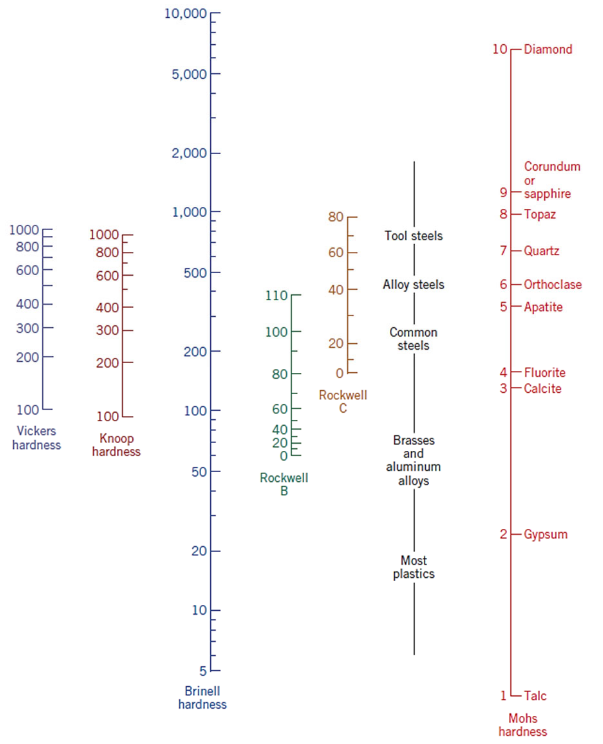 10,000
5,000
2,000
1,000
500
200
100
50
20
10
5
Brinell
hardness
1000
800
600
400
300
200
100
Vickers
hardness
1000
800
600
400
300
200
100
Knoop
hardness
110
100
80
60
40
20
0
Rockwell
B
80
60
40
20
0
Rockwell
C
Tool steels
Alloy steels
Common
steels
Brasses
and
aluminum
alloys
Most
plastics
10 Diamond
Corundum
or
9 sapphire
8 Topaz
7 Quartz
6 Orthoclase
5 Apatite
4 Fluorite
3 Calcite
2 Gypsum
1 Talc
Mohs
hardness